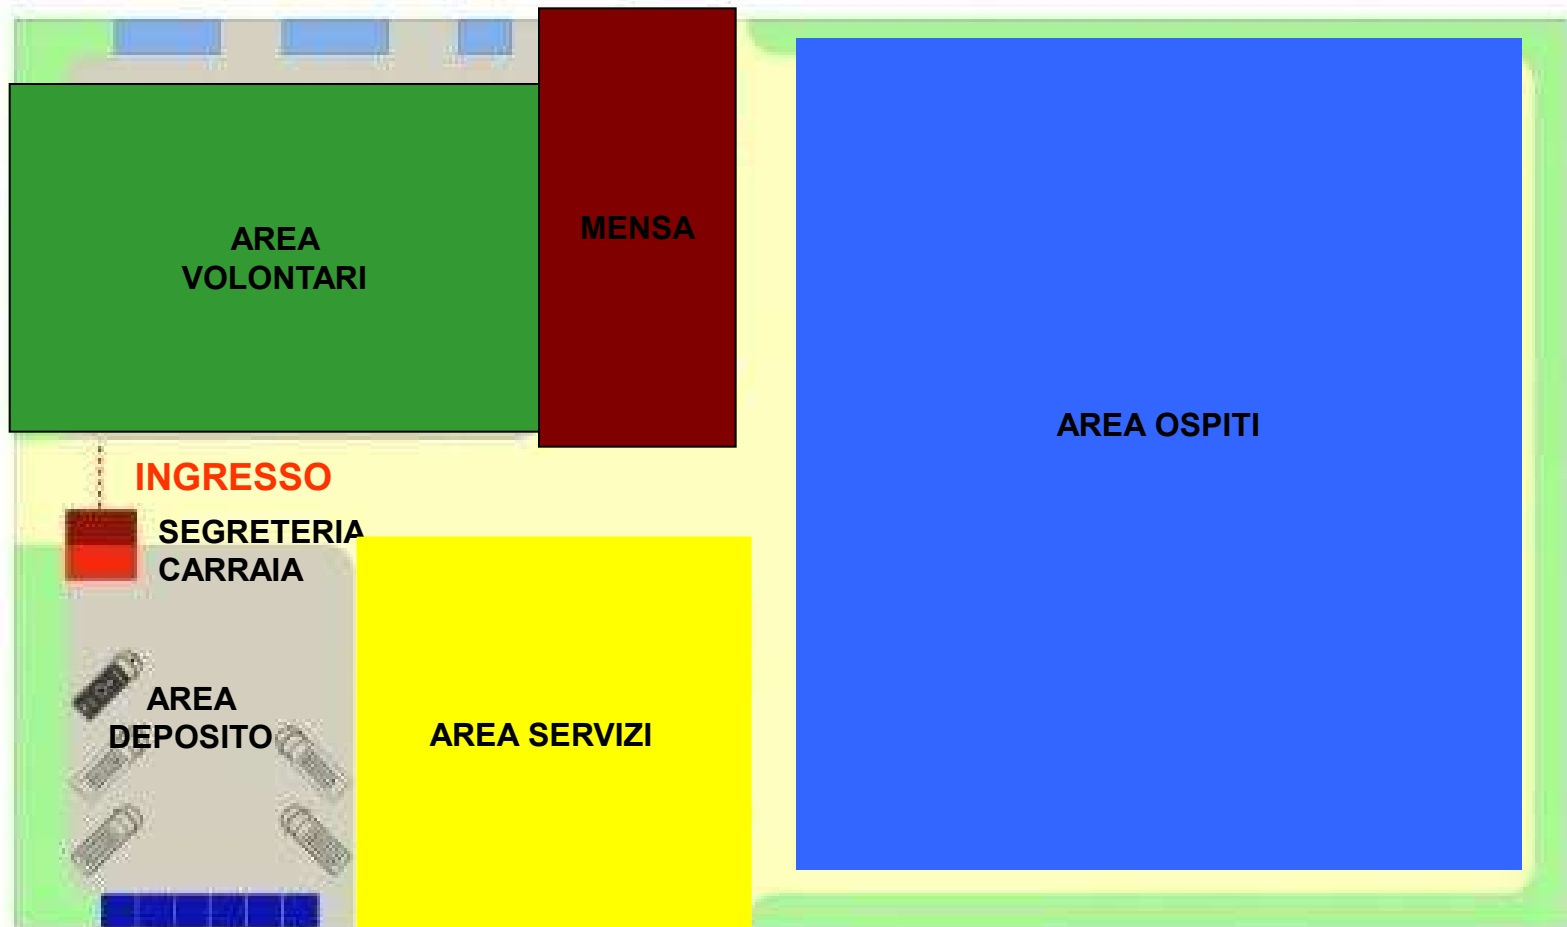 AREA
VOLONTARI
MENSA
AREA OSPITI
INGRESSO
SEGRETERIA
CARRAIA
AREA
DEPOSITO
AREA SERVIZI